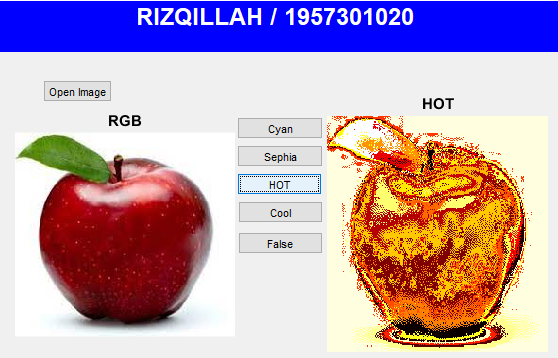 RIZQILLAH / 1957301020
Open Image
RGB
HOT
Cyan
Sephia
HOT
Cool
False